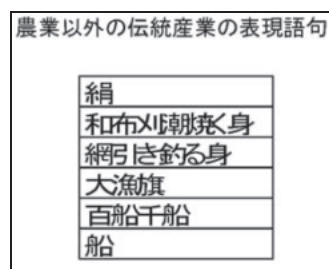 農業以外の伝統産業の表現語句
絹
和布刈潮焼く身
網引き釣る身
大漁旗
百船千船
船